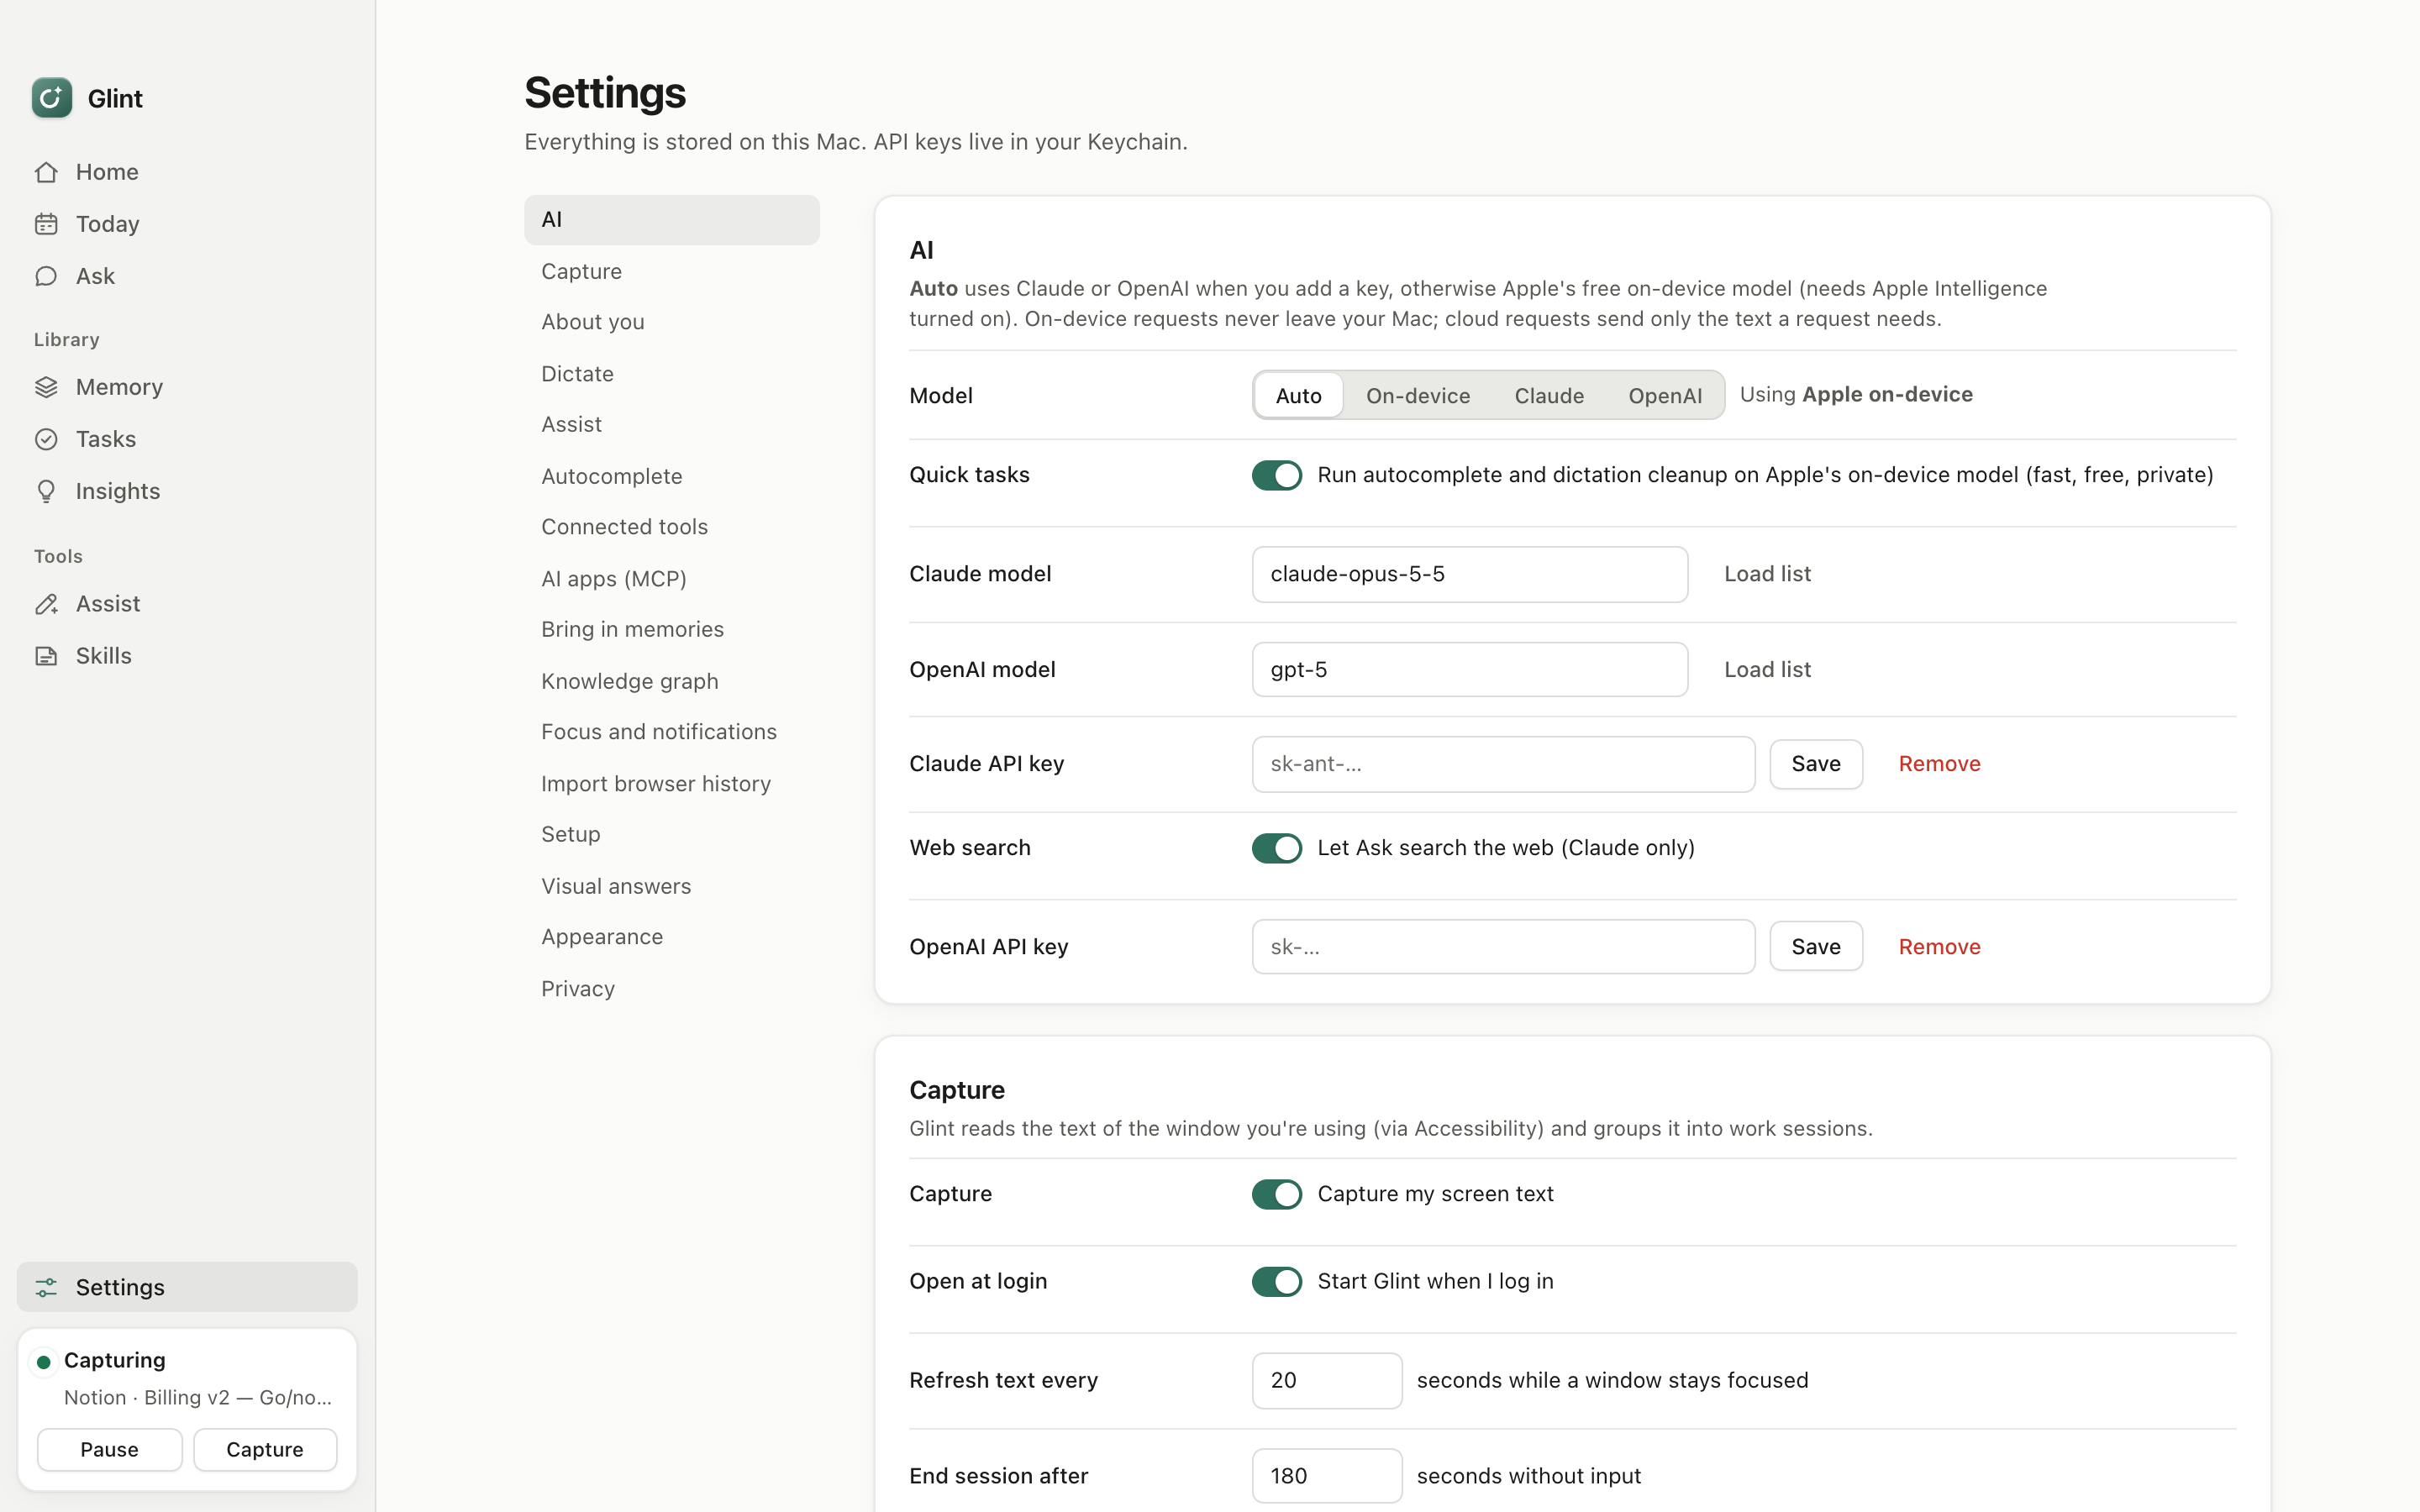 Glint
Home
Today
Ask
Library
Memory
Tasks
Insights
Tools
Assist
Skills
Settings
Capturing
Notion · Billing v2 — Go/no...
Pause
Capture
Settings
Everything is stored on this Mac. API keys live in your Keychain.
AI
Capture
About you
Dictate
Assist
Autocomplete
Connected tools
AI apps (MCP)
Bring in memories
Knowledge graph
Focus and notifications
Import browser history
Setup
Visual answers
Appearance
Privacy
AI
Auto uses Claude or OpenAI when you add a key, otherwise Apple's free on-device model (needs Apple Intelligence
turned on). On-device requests never leave your Mac; cloud requests send only the text a request needs.
Model Auto On-device Claude OpenAI Using Apple on-device
Quick tasks Run autocomplete and dictation cleanup on Apple's on-device model (fast, free, private)
Claude model claude-opus-5-5 Load list
OpenAI model gpt-5 Load list
Claude API key sk-ant-... Save Remove
Web search Let Ask search the web (Claude only)
OpenAI API key sk-... Save Remove
Capture
Glint reads the text of the window you're using (via Accessibility) and groups it into work sessions.
Capture Capture my screen text
Open at login Start Glint when I log in
Refresh text every 20 seconds while a window stays focused
End session after 180 seconds without input